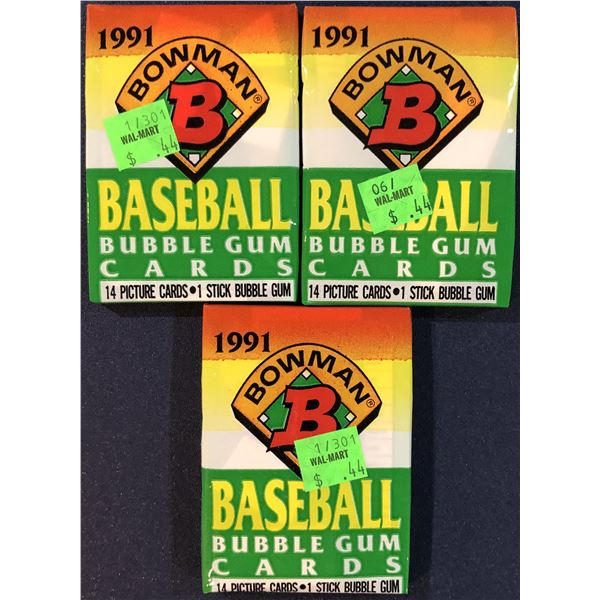 1991
BOWMAN®
B
1/301
WAL-MART
$ .44
BASEBALL
BUBBLE GUM
CARDS
14 PICTURE CARDS•1 STICK BUBBLE GUM
1991
BOWMAN®
B
06/
WAL-MART
$ .44
BASEBALL
BUBBLE GUM
CARDS
14 PICTURE CARDS•1 STICK BUBBLE GUM
1991
BOWMAN®
B
1/301
WAL-MART
$ .44
BASEBALL
BUBBLE GUM
CARDS
14 PICTURE CARDS•1 STICK BUBBLE GUM